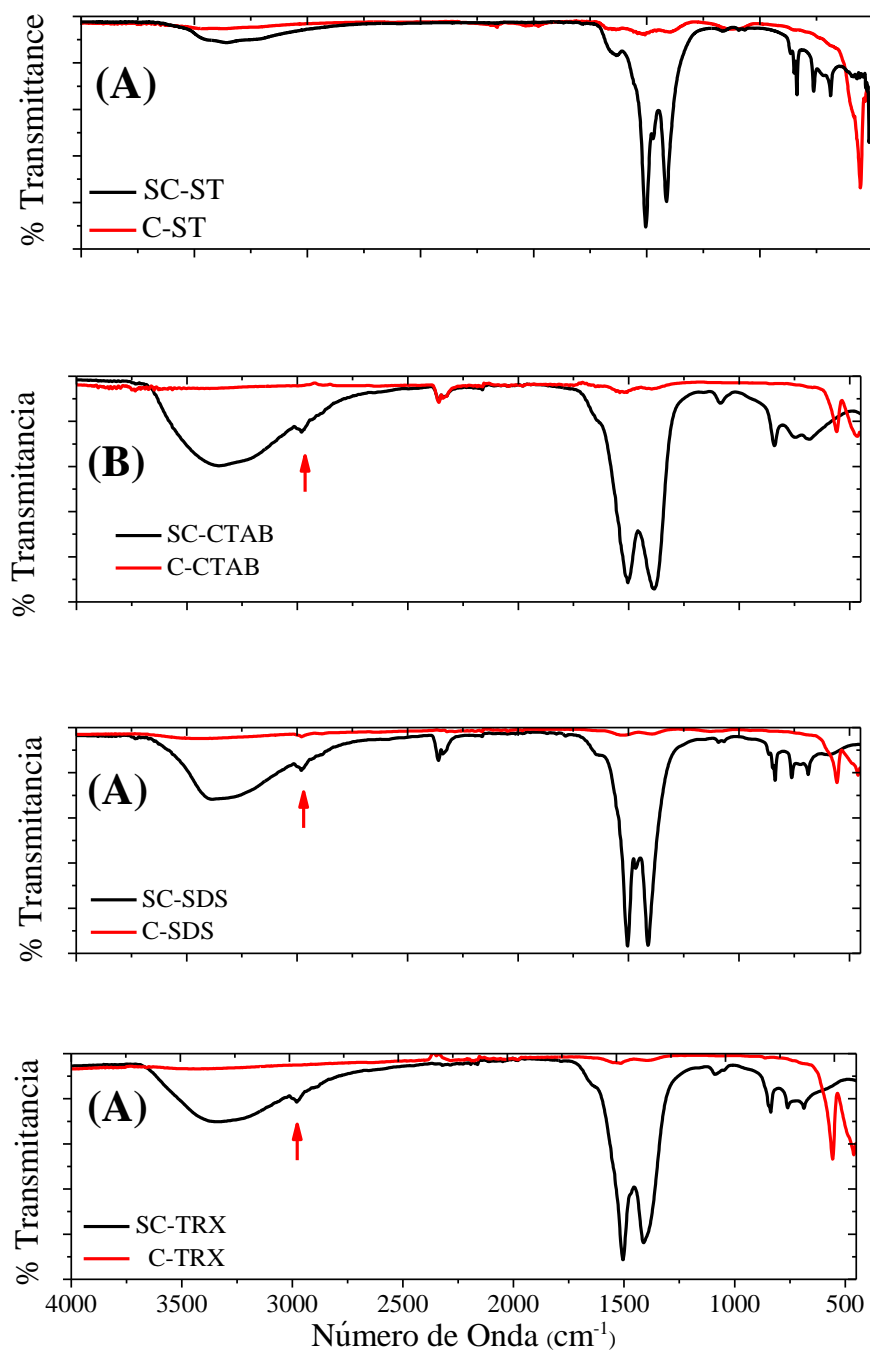 % Transmittance
(A)
SC-ST
C-ST
% Transmitancia
(B)
SC-CTAB
C-CTAB
% Transmitancia
(A)
SC-SDS
C-SDS
% Transmitancia
(A)
SC-TRX
C-TRX
4000 3500 3000 2500 2000 1500 1000 500
Número de Onda (cm⁻¹)